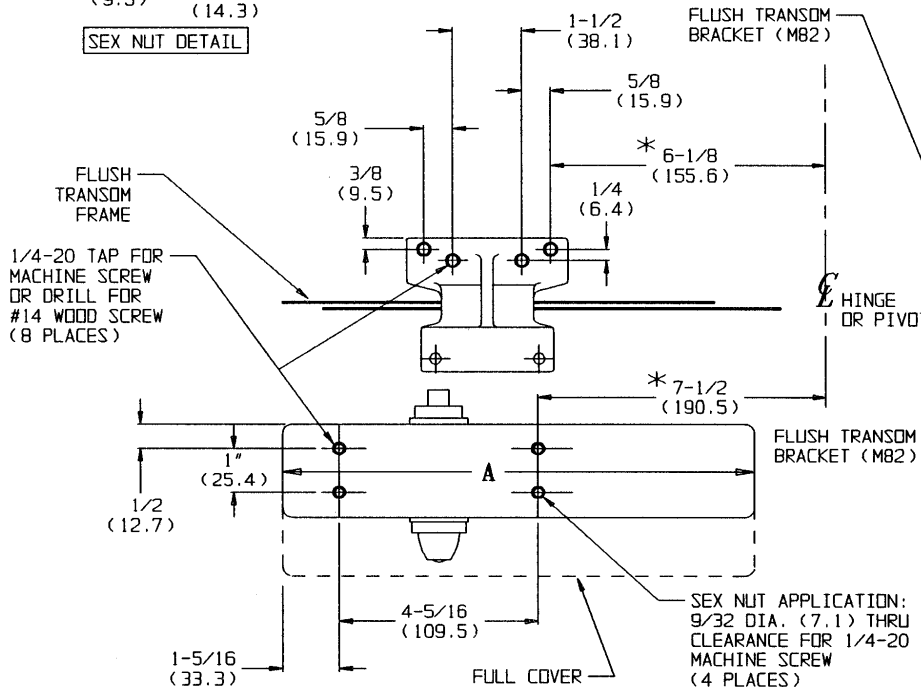 (9.5)
(14.3)
SEX NUT DETAIL
1-1/2
(38.1)
FLUSH TRANSOM
BRACKET (M82)
5/8
(15.9)
5/8
(15.9)
* 6-1/8
(155.6)
3/8
(9.5)
1/4
(6.4)
FLUSH
TRANSOM
FRAME
1/4-20 TAP FOR
MACHINE SCREW
OR DRILL FOR
#14 WOOD SCREW
(8 PLACES)
℄ HINGE
OR PIVO
* 7-1/2
(190.5)
FLUSH TRANSOM
BRACKET (M82)
1"
(25.4)
A
1/2
(12.7)
4-5/16
(109.5)
SEX NUT APPLICATION:
9/32 DIA. (7.1) THRU
CLEARANCE FOR 1/4-20
MACHINE SCREW
(4 PLACES)
1-5/16
(33.3)
FULL COVER